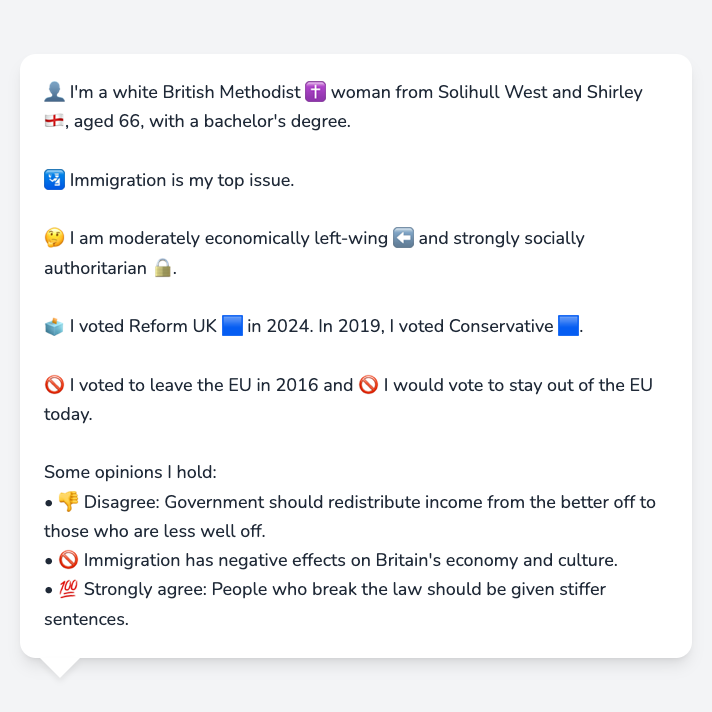 👤 I'm a white British Methodist ✝️ woman from Solihull West and Shirley
🏴󠁧󠁢󠁥󠁮󠁧󠁿, aged 66, with a bachelor's degree.
🛂 Immigration is my top issue.
🤔 I am moderately economically left-wing ⬅️ and strongly socially
authoritarian 🔒.
🗳️ I voted Reform UK 🟦 in 2024. In 2019, I voted Conservative 🟦.
🚫 I voted to leave the EU in 2016 and 🚫 I would vote to stay out of the EU
today.
Some opinions I hold:
• 👎 Disagree: Government should redistribute income from the better off to
those who are less well off.
• 🚫 Immigration has negative effects on Britain's economy and culture.
• 💯 Strongly agree: People who break the law should be given stiffer
sentences.